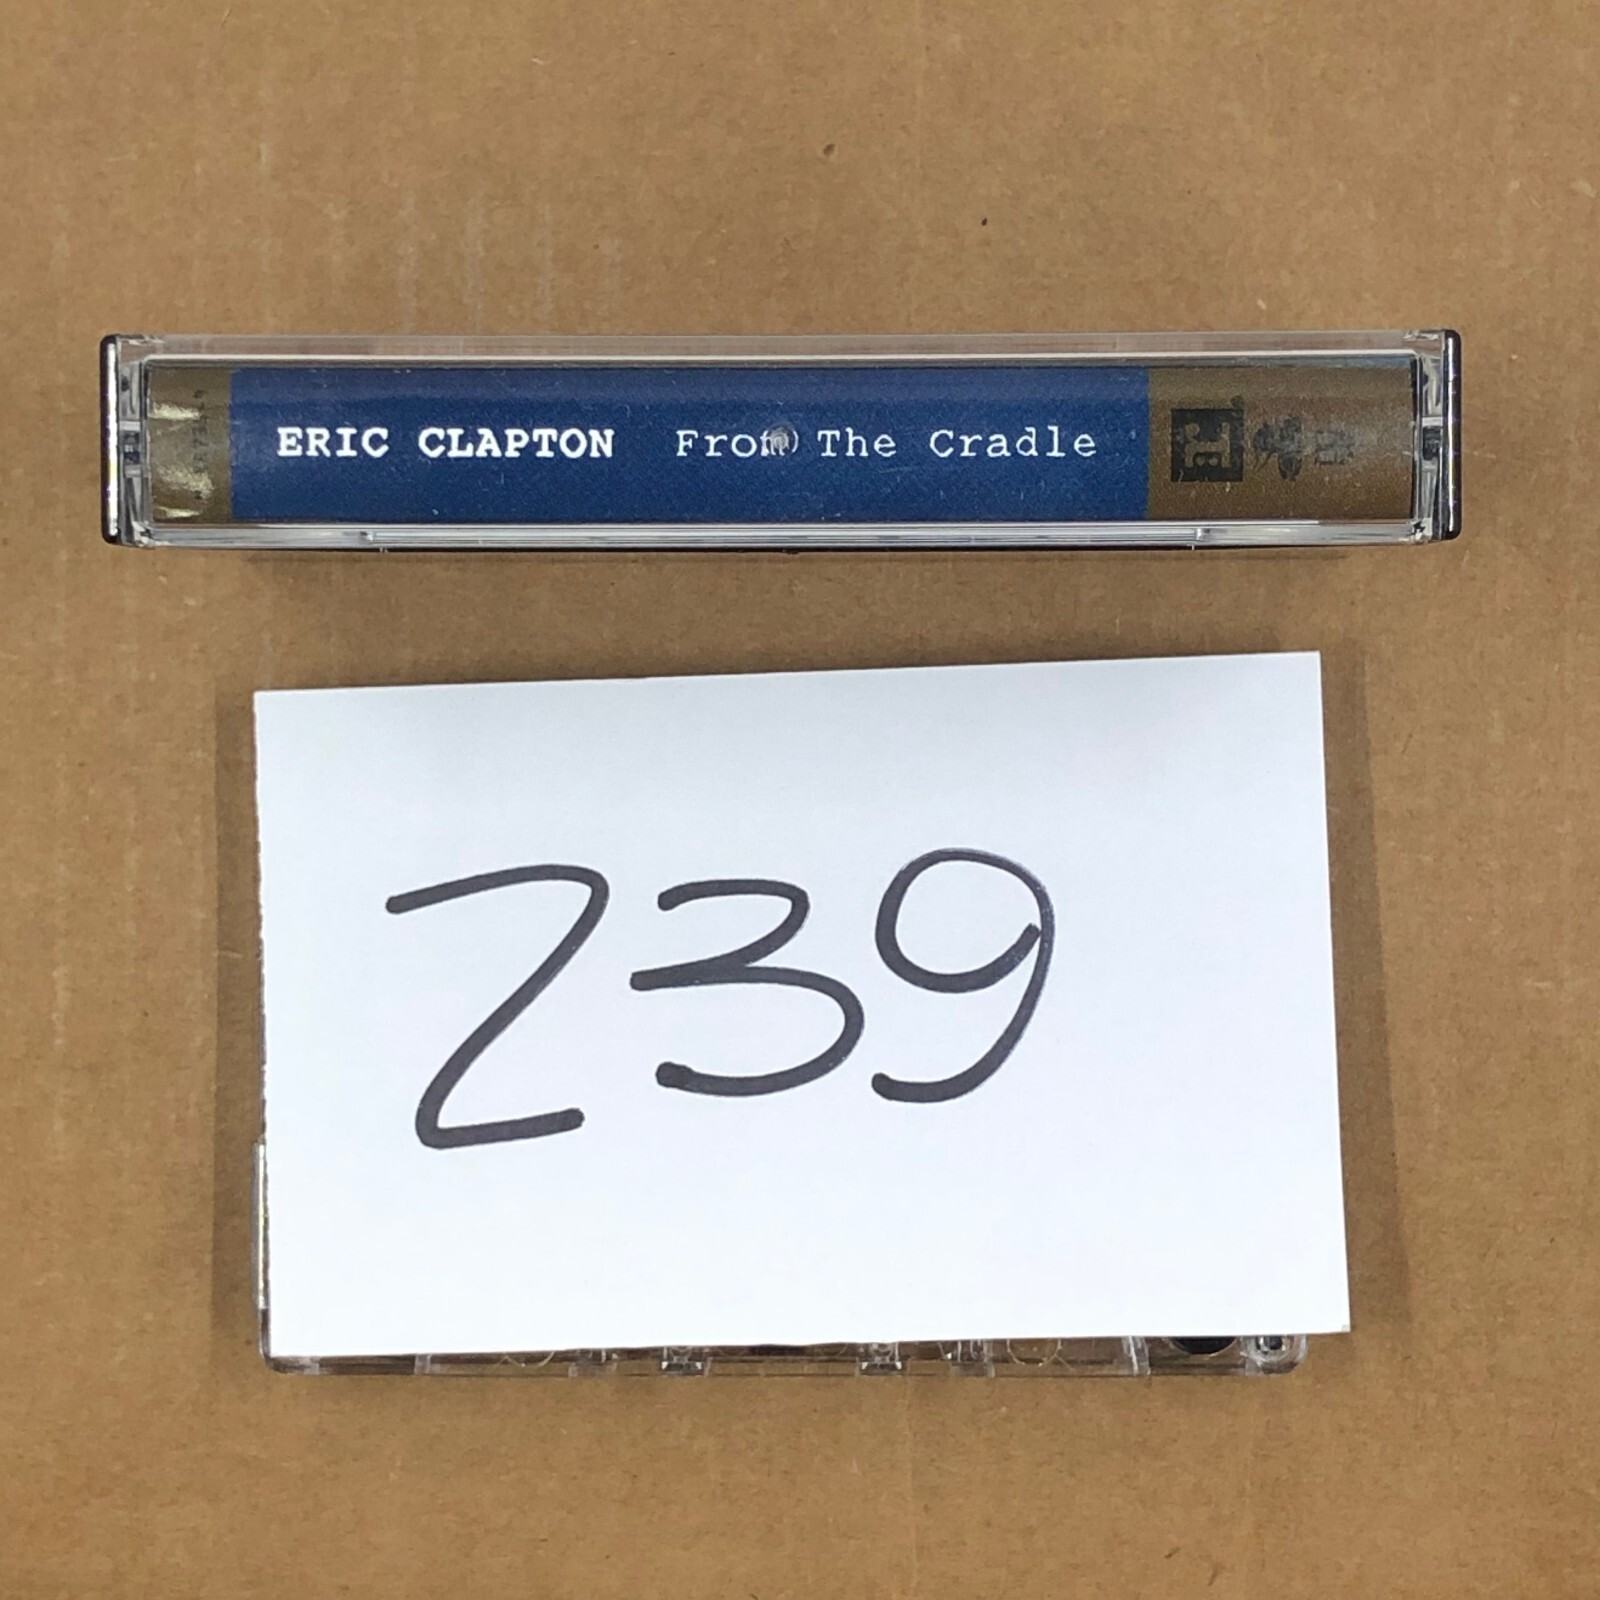 ERIC CLAPTON From The Cradle
239